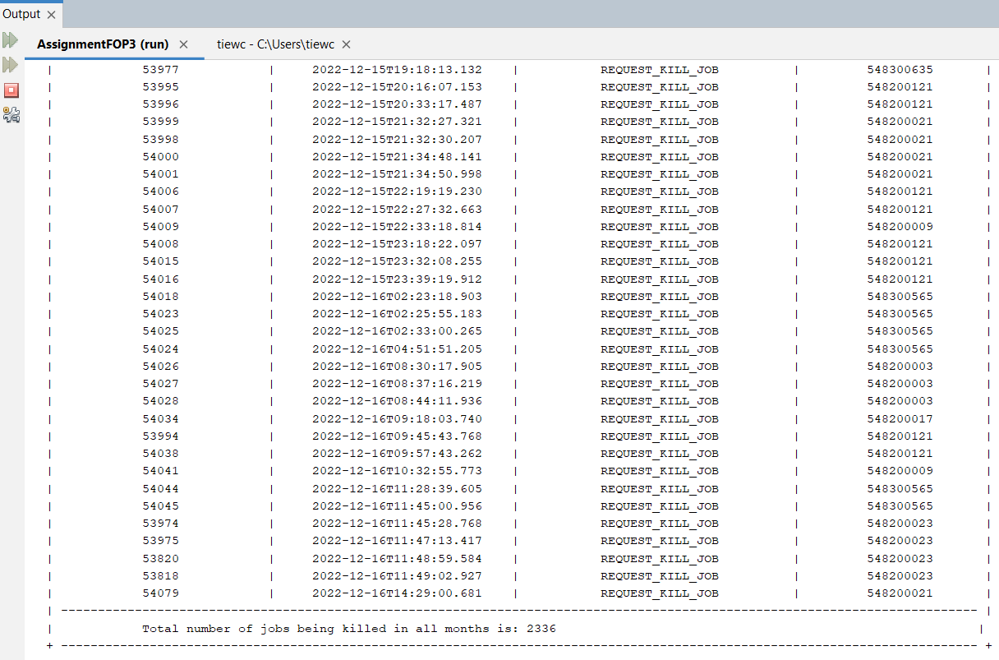 Output
AssignmentFOP3 (run) tiewc - C:\Users\tiewc
| 53977 | 2022-12-15T19:18:13.132 | REQUEST_KILL_JOB | 548300635 |
| 53995 | 2022-12-15T20:16:07.153 | REQUEST_KILL_JOB | 548200121 |
| 53996 | 2022-12-15T20:33:17.487 | REQUEST_KILL_JOB | 548200121 |
| 53999 | 2022-12-15T21:32:27.321 | REQUEST_KILL_JOB | 548200021 |
| 53998 | 2022-12-15T21:32:30.207 | REQUEST_KILL_JOB | 548200021 |
| 54000 | 2022-12-15T21:34:48.141 | REQUEST_KILL_JOB | 548200021 |
| 54001 | 2022-12-15T21:34:50.998 | REQUEST_KILL_JOB | 548200021 |
| 54006 | 2022-12-15T22:19:19.230 | REQUEST_KILL_JOB | 548200121 |
| 54007 | 2022-12-15T22:27:32.663 | REQUEST_KILL_JOB | 548200121 |
| 54009 | 2022-12-15T22:33:18.814 | REQUEST_KILL_JOB | 548200009 |
| 54008 | 2022-12-15T23:18:22.097 | REQUEST_KILL_JOB | 548200121 |
| 54015 | 2022-12-15T23:32:08.255 | REQUEST_KILL_JOB | 548200121 |
| 54016 | 2022-12-15T23:39:19.912 | REQUEST_KILL_JOB | 548200121 |
| 54018 | 2022-12-16T02:23:18.903 | REQUEST_KILL_JOB | 548300565 |
| 54023 | 2022-12-16T02:25:55.183 | REQUEST_KILL_JOB | 548300565 |
| 54025 | 2022-12-16T02:33:00.265 | REQUEST_KILL_JOB | 548300565 |
| 54024 | 2022-12-16T04:51:51.205 | REQUEST_KILL_JOB | 548300565 |
| 54026 | 2022-12-16T08:30:17.905 | REQUEST_KILL_JOB | 548200003 |
| 54027 | 2022-12-16T08:37:16.219 | REQUEST_KILL_JOB | 548200003 |
| 54028 | 2022-12-16T08:44:11.936 | REQUEST_KILL_JOB | 548200003 |
| 54034 | 2022-12-16T09:18:03.740 | REQUEST_KILL_JOB | 548200017 |
| 53994 | 2022-12-16T09:45:43.768 | REQUEST_KILL_JOB | 548200121 |
| 54038 | 2022-12-16T09:57:43.262 | REQUEST_KILL_JOB | 548200121 |
| 54041 | 2022-12-16T10:32:55.773 | REQUEST_KILL_JOB | 548200009 |
| 54044 | 2022-12-16T11:28:39.605 | REQUEST_KILL_JOB | 548300565 |
| 54045 | 2022-12-16T11:45:00.956 | REQUEST_KILL_JOB | 548300565 |
| 53974 | 2022-12-16T11:45:28.768 | REQUEST_KILL_JOB | 548200023 |
| 53975 | 2022-12-16T11:47:13.417 | REQUEST_KILL_JOB | 548200023 |
| 53820 | 2022-12-16T11:48:59.584 | REQUEST_KILL_JOB | 548200023 |
| 53818 | 2022-12-16T11:49:02.927 | REQUEST_KILL_JOB | 548200023 |
| 54079 | 2022-12-16T14:29:00.681 | REQUEST_KILL_JOB | 548200021 |
| ---------------------------------------------------------------------------------------------------------------------------- |
| Total number of jobs being killed in all months is: 2336 |
+ ---------------------------------------------------------------------------------------------------------------------------- +